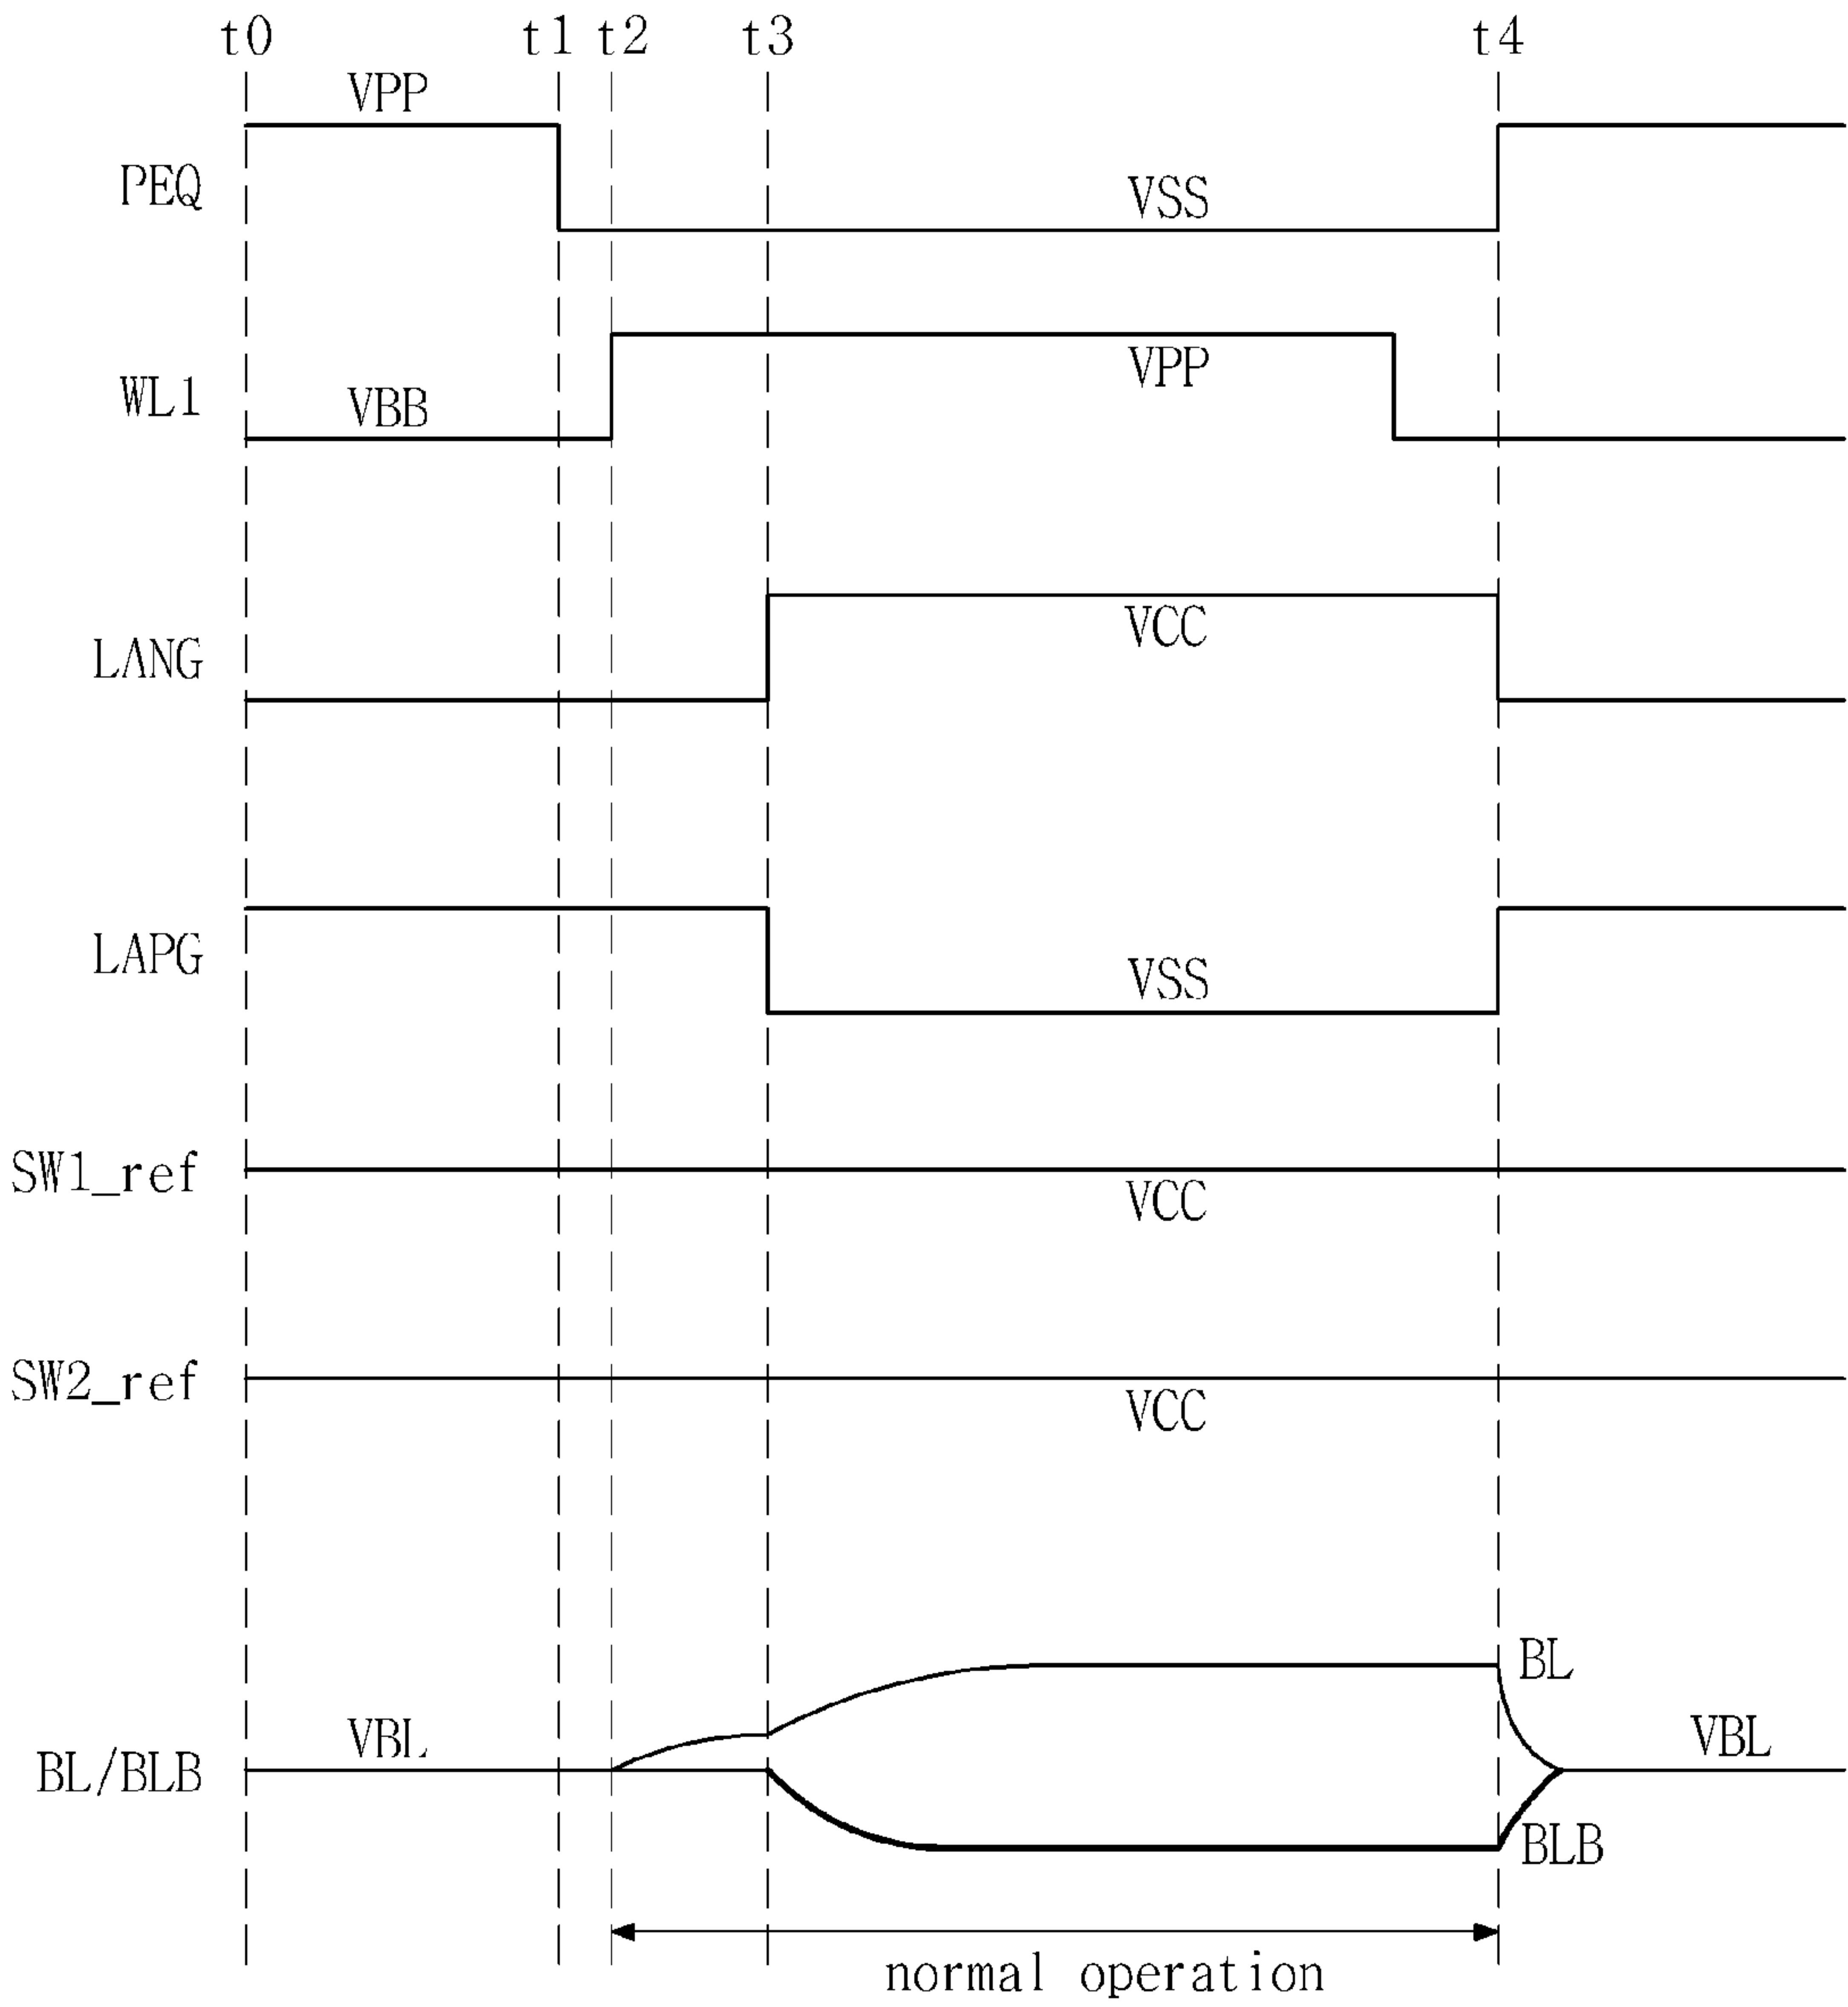 t0 t1 t2 t3 t4
VPP
PEQ VSS
WL1 VBB VPP
LANG VCC
LAPG VSS
SW1_ref VCC
SW2_ref VCC
BL
BL/BLB VBL VBL
BLB
normal operation